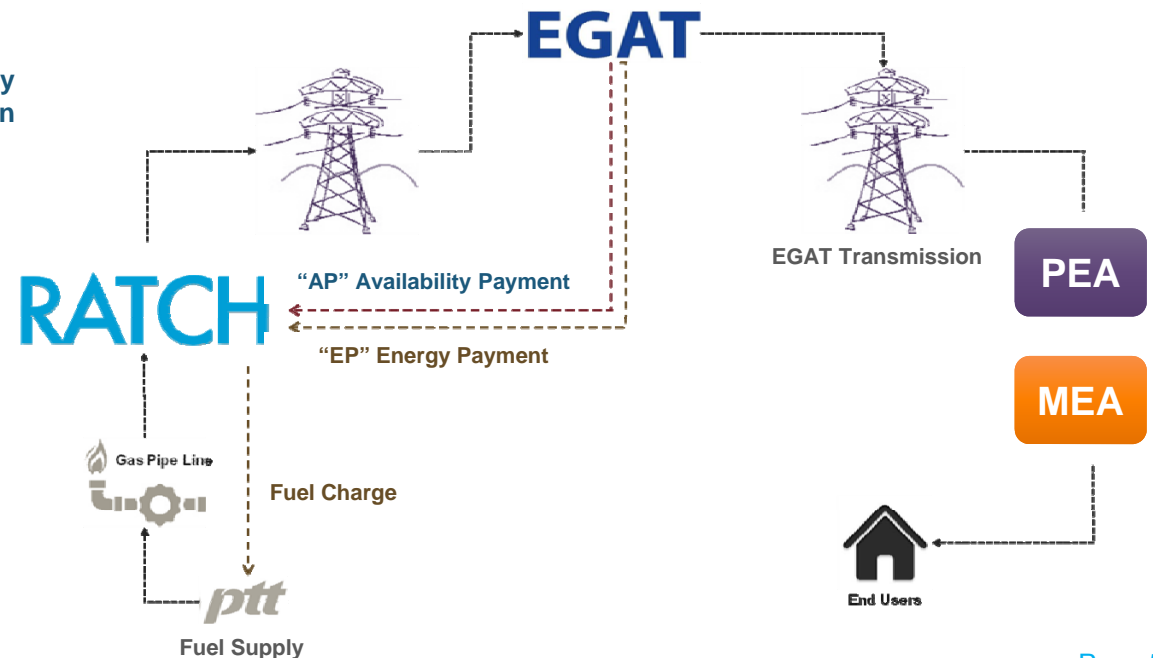 EGAT
y
n
EGAT Transmission
PEA
RATCH
“AP” Availability Payment
“EP” Energy Payment
MEA
Gas Pipe Line
Fuel Charge
End Users
ptt
Fuel Supply